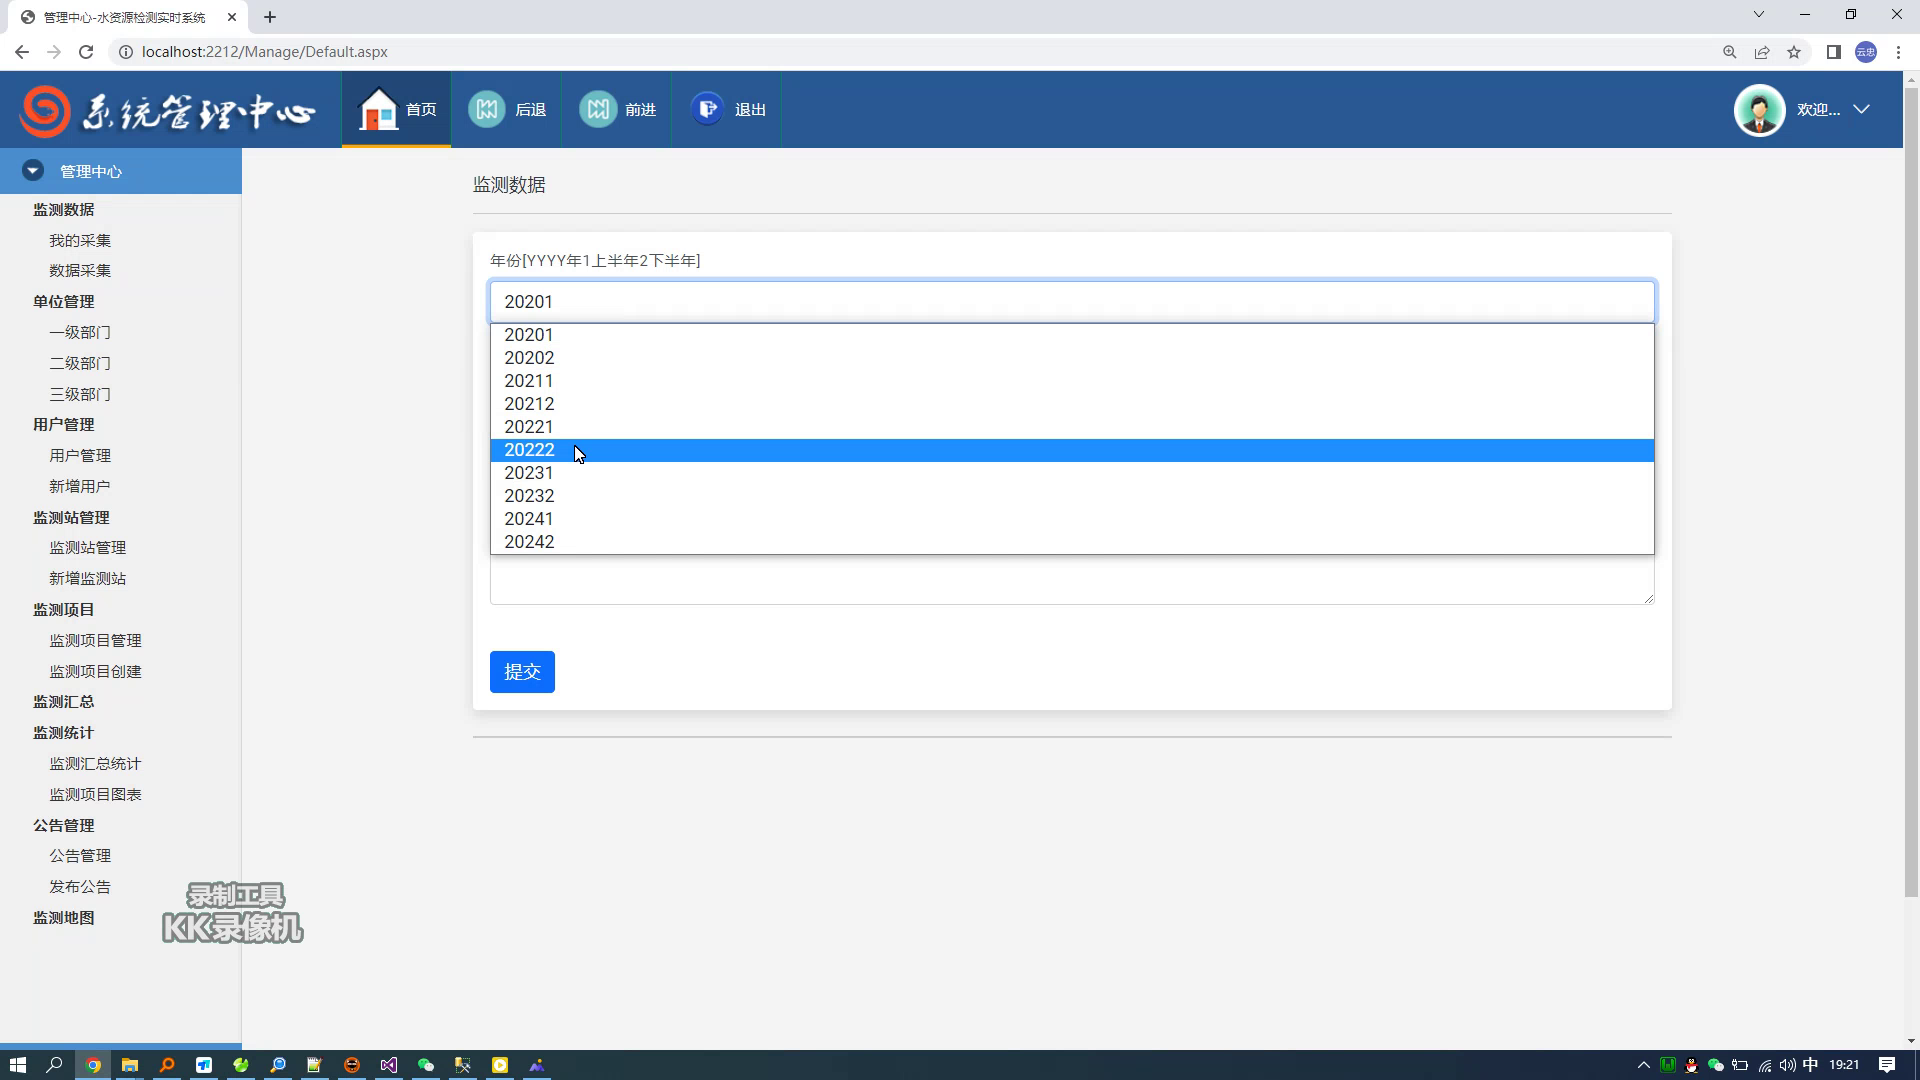 管理中心-水资源检测实时系统
localhost:2212/Manage/Default.aspx
云忠
系统管理中心
首页
后退
前进
退出
欢迎...
管理中心
监测数据
我的采集
数据采集
单位管理
一级部门
二级部门
三级部门
用户管理
用户管理
新增用户
监测站管理
监测站管理
新增监测站
监测项目
监测项目管理
监测项目创建
监测汇总
监测统计
监测汇总统计
监测项目图表
公告管理
公告管理
发布公告
监测地图
监测数据
年份[YYYY年1上半年2下半年]
20201
20201
20202
20211
20212
20221
20222
20231
20232
20241
20242
提交
录制工具
KK录像机
中
19:21